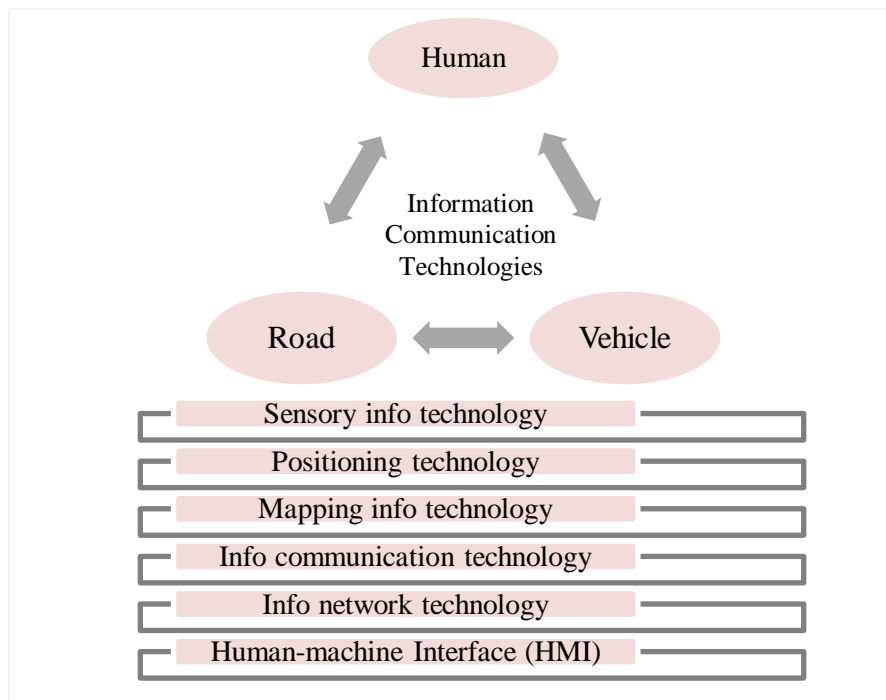 Human
Information
Communication
Technologies
Road
Vehicle
Sensory info technology
Positioning technology
Mapping info technology
Info communication technology
Info network technology
Human-machine Interface (HMI)